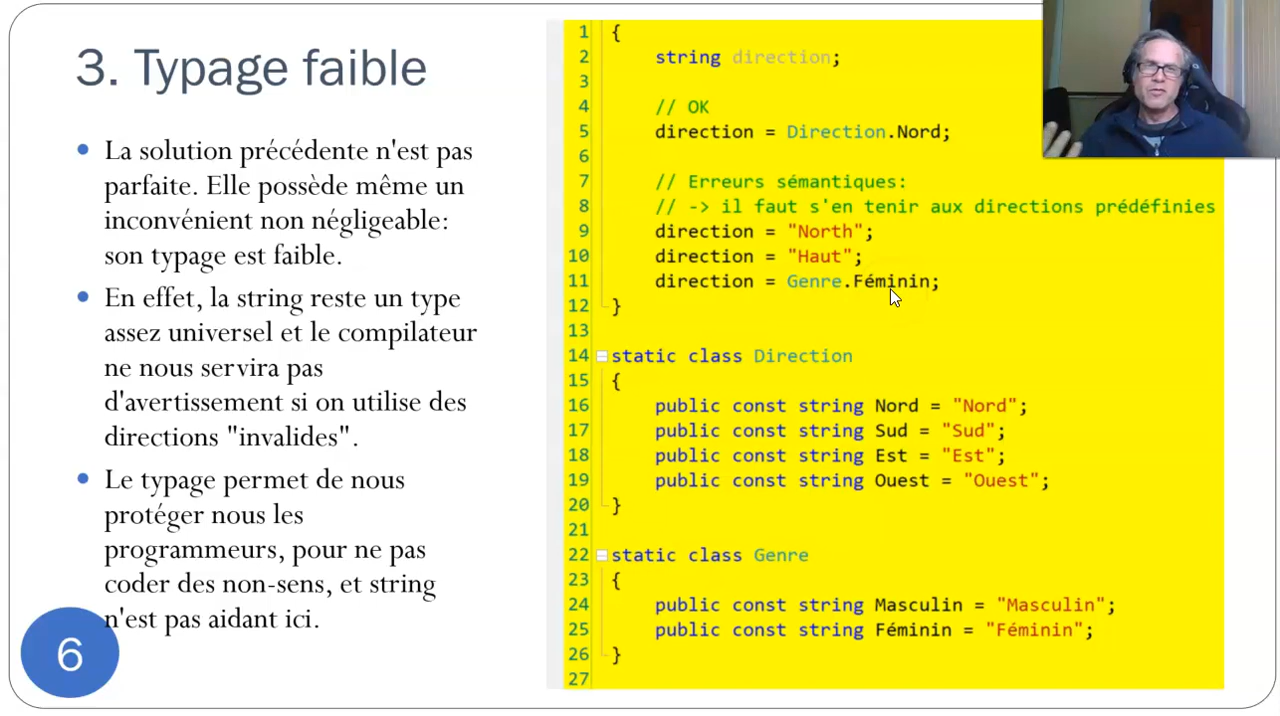 3. Typage faible
La solution précédente n'est pas
parfaite. Elle possède même un
inconvénient non négligeable:
son typage est faible.
En effet, la string reste un type
assez universel et le compilateur
ne nous servira pas
d'avertissement si on utilise des
directions "invalides".
Le typage permet de nous
protéger nous les
programmeurs, pour ne pas
coder des non-sens, et string
n'est pas aidant ici.
6
1 {
2 string direction;
3
4 // OK
5 direction = Direction.Nord;
6
7 // Erreurs sémantiques:
8 // -> il faut s'en tenir aux directions prédéfinies
9 direction = "North";
10 direction = "Haut";
11 direction = Genre.Féminin;
12 }
13
14 static class Direction
15 {
16 public const string Nord = "Nord";
17 public const string Sud = "Sud";
18 public const string Est = "Est";
19 public const string Ouest = "Ouest";
20 }
21
22 static class Genre
23 {
24 public const string Masculin = "Masculin";
25 public const string Féminin = "Féminin";
26 }
27